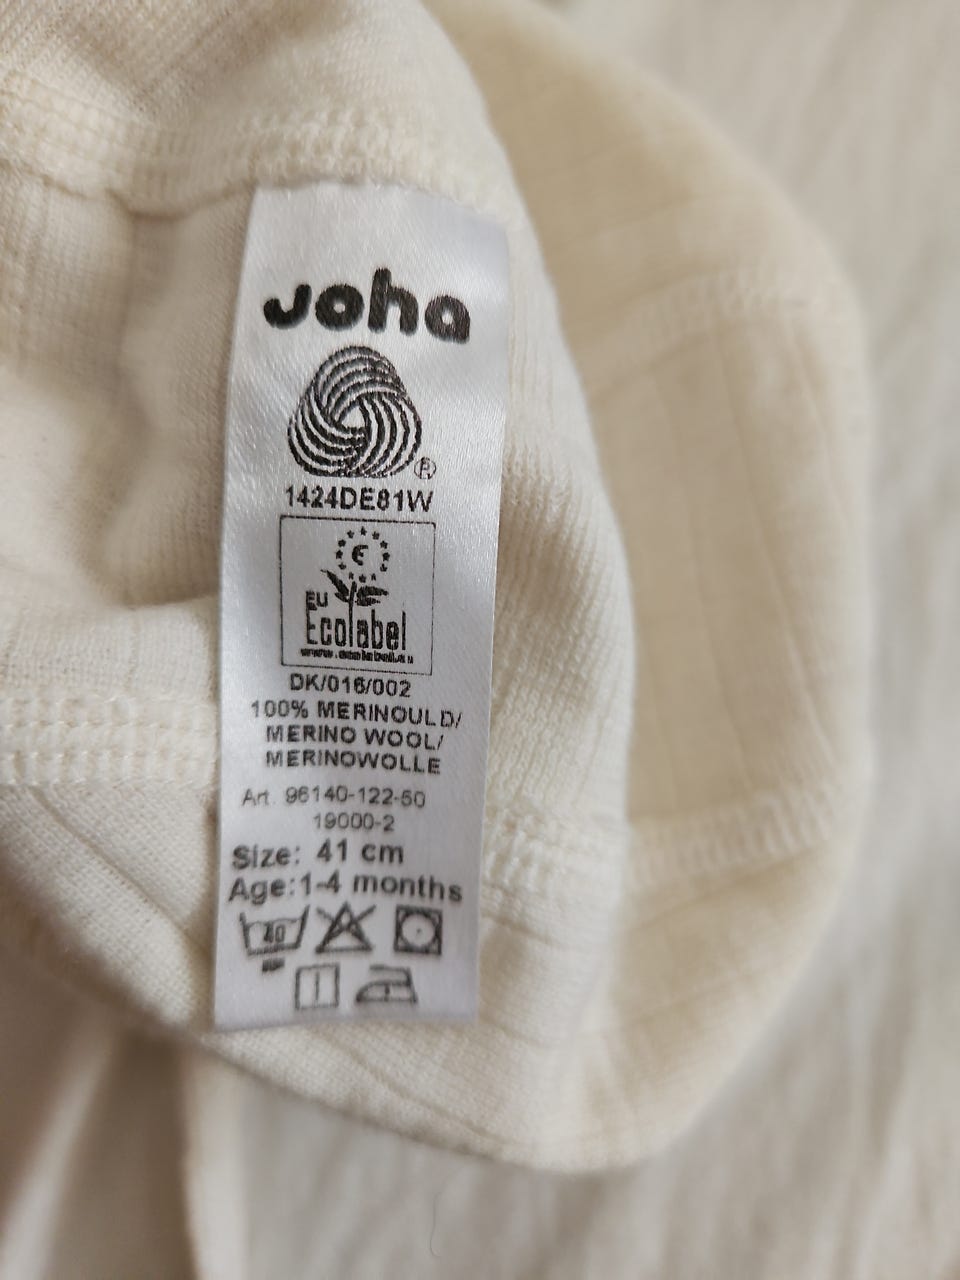 Joha
®
1424DE81W
€
EU
Ecolabel
DK/016/002
100% MERINOULD/
MERINO WOOL/
MERINOWOLLE
Art. 96140-122-50
19000-2
Size: 41 cm
Age:1-4 months
40